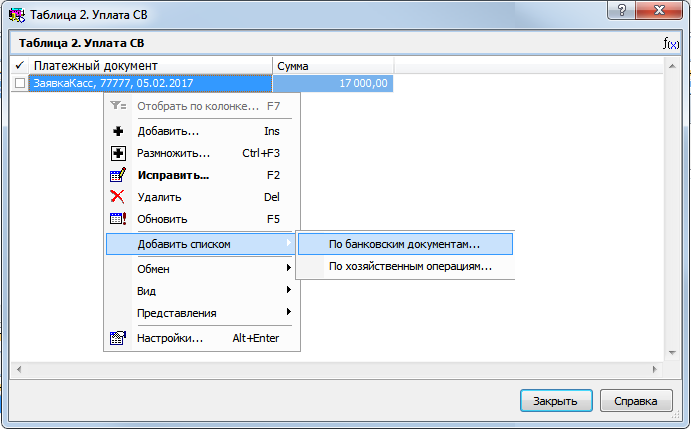 Таблица 2. Уплата СВ
Таблица 2. Уплата СВ
f(x)
✓ Платежный документ Сумма
ЗаявкаКасс, 77777, 05.02.2017 17 000,00
Отобрать по колонке... F7
Добавить... Ins
Размножить... Ctrl+F3
Исправить... F2
Удалить Del
Обновить F5
Добавить списком
По банковским документам...
По хозяйственным операциям...
Обмен
Вид
Представления
Настройки... Alt+Enter
Закрыть Справка